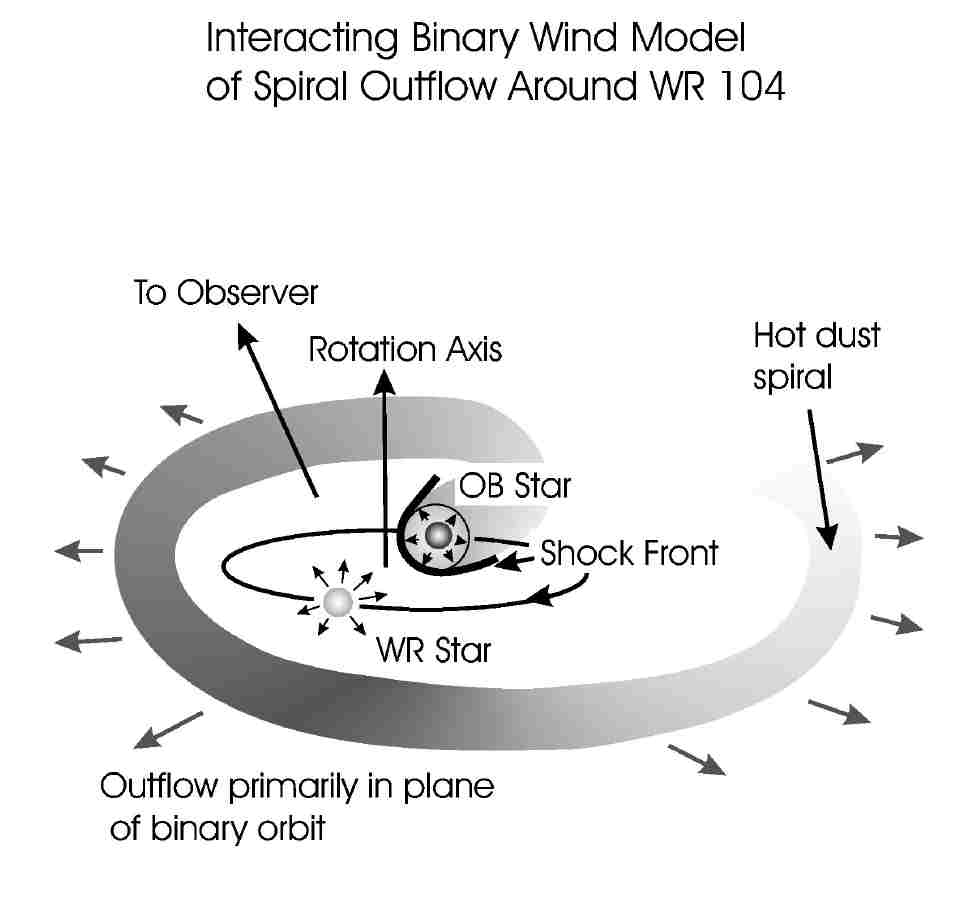 Interacting Binary Wind Model
of Spiral Outflow Around WR 104
To Observer
Rotation Axis
Hot dust
spiral
OB Star
Shock Front
WR Star
Outflow primarily in plane
of binary orbit